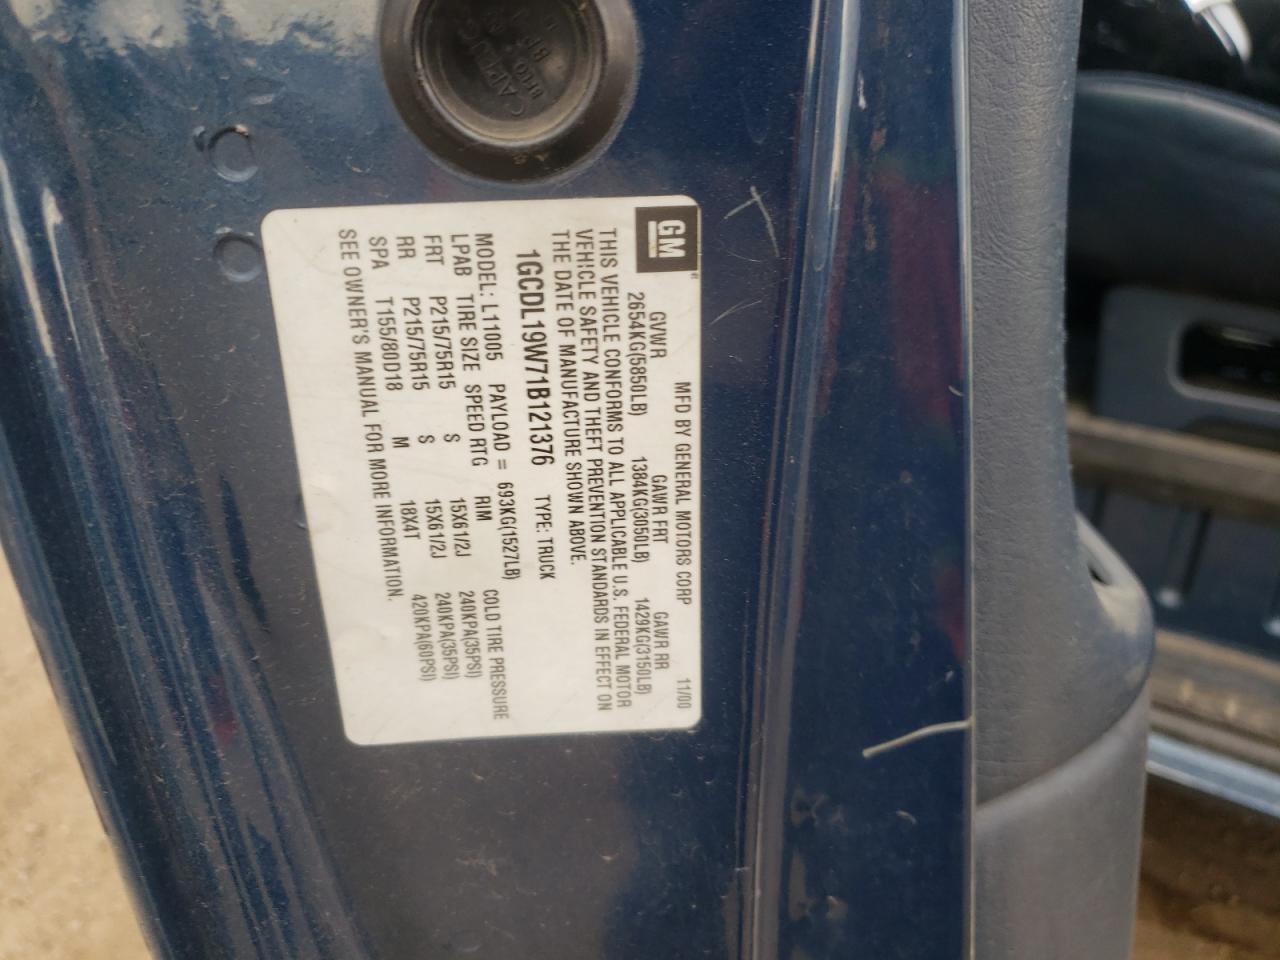 CAPLUG
BPF
GM
MFD BY GENERAL MOTORS CORP 11/00
GVWR GAWR FRT GAWR RR
2654KG(5850LB) 1384KG(3050LB) 1429KG(3150LB)
THIS VEHICLE CONFORMS TO ALL APPLICABLE U.S. FEDERAL MOTOR
VEHICLE SAFETY AND THEFT PREVENTION STANDARDS IN EFFECT ON
THE DATE OF MANUFACTURE SHOWN ABOVE.
1GCDL19W71B121376 TYPE: TRUCK
MODEL: L11005 PAYLOAD = 693KG(1527LB)
LPAB TIRE SIZE SPEED RTG RIM COLD TIRE PRESSURE
FRT P215/75R15 S 15X6 1/2J 240KPA(35PSI)
RR P215/75R15 S 15X6 1/2J 240KPA(35PSI)
SPA T155/80D18 M 18X4T 420KPA(60PSI)
SEE OWNER'S MANUAL FOR MORE INFORMATION.